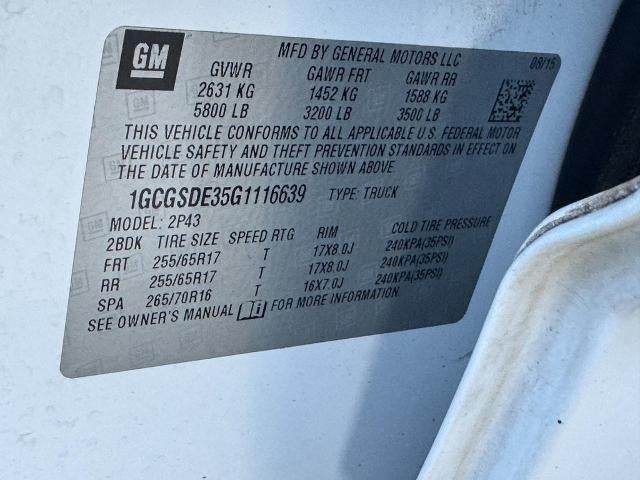 GM
MFD BY GENERAL MOTORS LLC 08/15
GVWR GAWR FRT GAWR RR
2631 KG 1452 KG 1588 KG
5800 LB 3200 LB 3500 LB
THIS VEHICLE CONFORMS TO ALL APPLICABLE U.S. FEDERAL MOTOR
VEHICLE SAFETY AND THEFT PREVENTION STANDARDS IN EFFECT ON
THE DATE OF MANUFACTURE SHOWN ABOVE.
1GCGSDE35G1116639 TYPE: TRUCK
MODEL: 2P43
2BDK TIRE SIZE SPEED RTG RIM COLD TIRE PRESSURE
FRT 255/65R17 T 17X8.0J 240KPA(35PSI)
RR 255/65R17 T 17X8.0J 240KPA(35PSI)
SPA 265/70R16 T 16X7.0J 240KPA(35PSI)
SEE OWNER'S MANUAL FOR MORE INFORMATION.